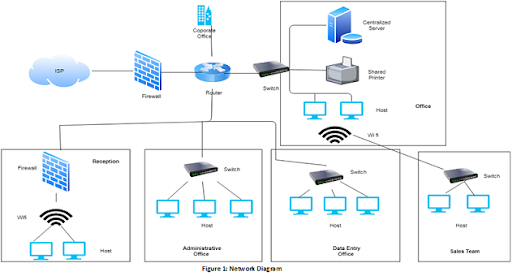 Coporate
Office
Centralized
Server
ISP
Firewall
Router
Switch
Shared
Printer
Host
Office
Wi fi
Firewall
Reception
Wifi
Host
Switch
Host
Administrative
Office
Switch
Host
Data Entry
Office
Switch
Host
Sales Team
Figure 1: Network Diagram